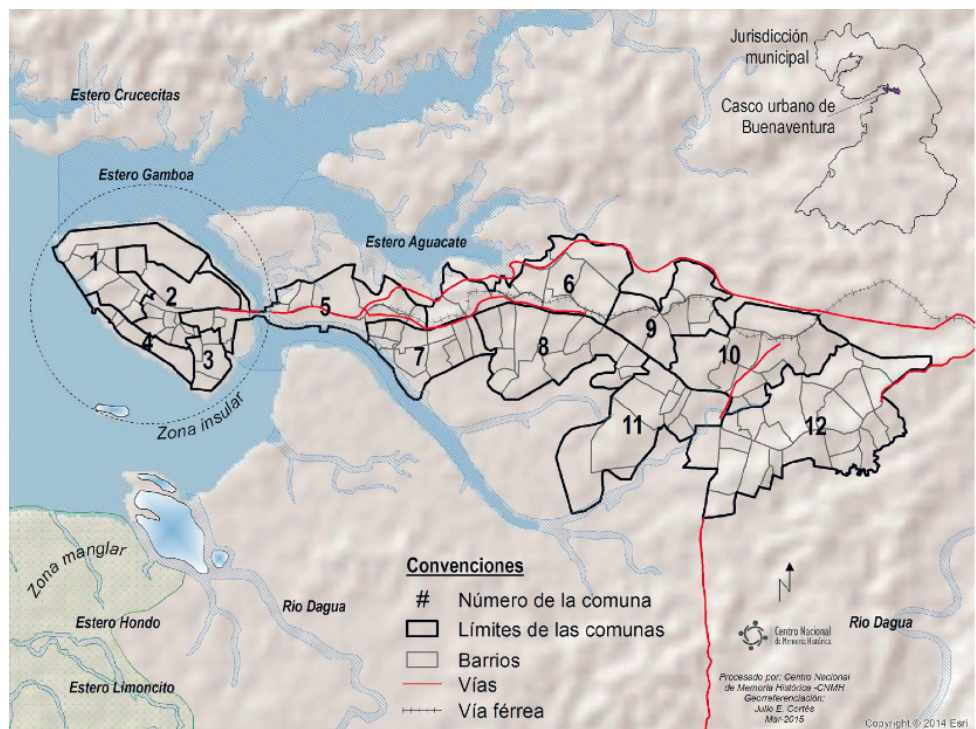 Jurisdicción
municipal
Casco urbano de
Buenaventura
Estero Crucecitas
Estero Gamboa
Estero Aguacate
1
2
3
4
5
6
7
8
9
10
11
12
Zona insular
Zona manglar
Estero Hondo
Estero Limoncito
Rio Dagua
Rio Dagua
Convenciones
# Número de la comuna
Límites de las comunas
Barrios
Vías
Vía férrea
Centro Nacional
de Memoria Histórica
Procesado por: Centro Nacional
de Memoria Histórica -CNMH
Georreferenciación:
Julio E. Cortés
Mar-2015
Copyright © 2014 Esri
N